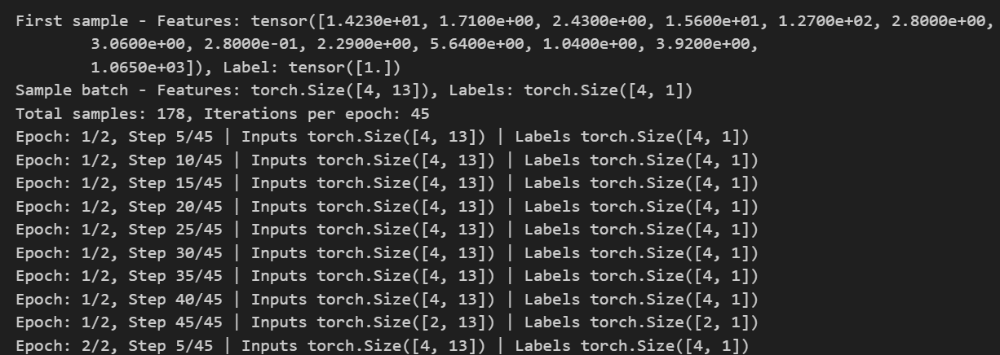 First sample - Features: tensor([1.4230e+01, 1.7100e+00, 2.4300e+00, 1.5600e+01, 1.2700e+02, 2.8000e+00,
        3.0600e+00, 2.8000e-01, 2.2900e+00, 5.6400e+00, 1.0400e+00, 3.9200e+00,
        1.0650e+03]), Label: tensor([1.])
Sample batch - Features: torch.Size([4, 13]), Labels: torch.Size([4, 1])
Total samples: 178, Iterations per epoch: 45
Epoch: 1/2, Step 5/45 | Inputs torch.Size([4, 13]) | Labels torch.Size([4, 1])
Epoch: 1/2, Step 10/45 | Inputs torch.Size([4, 13]) | Labels torch.Size([4, 1])
Epoch: 1/2, Step 15/45 | Inputs torch.Size([4, 13]) | Labels torch.Size([4, 1])
Epoch: 1/2, Step 20/45 | Inputs torch.Size([4, 13]) | Labels torch.Size([4, 1])
Epoch: 1/2, Step 25/45 | Inputs torch.Size([4, 13]) | Labels torch.Size([4, 1])
Epoch: 1/2, Step 30/45 | Inputs torch.Size([4, 13]) | Labels torch.Size([4, 1])
Epoch: 1/2, Step 35/45 | Inputs torch.Size([4, 13]) | Labels torch.Size([4, 1])
Epoch: 1/2, Step 40/45 | Inputs torch.Size([4, 13]) | Labels torch.Size([4, 1])
Epoch: 1/2, Step 45/45 | Inputs torch.Size([2, 13]) | Labels torch.Size([2, 1])
Epoch: 2/2, Step 5/45 | Inputs torch.Size([4, 13]) | Labels torch.Size([4, 1])